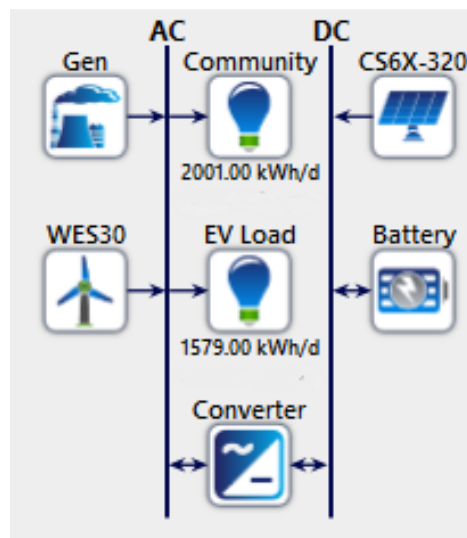 AC DC
Gen Community CS6X-320
2001.00 kWh/d
WES30 EV Load Battery
1579.00 kWh/d
Converter